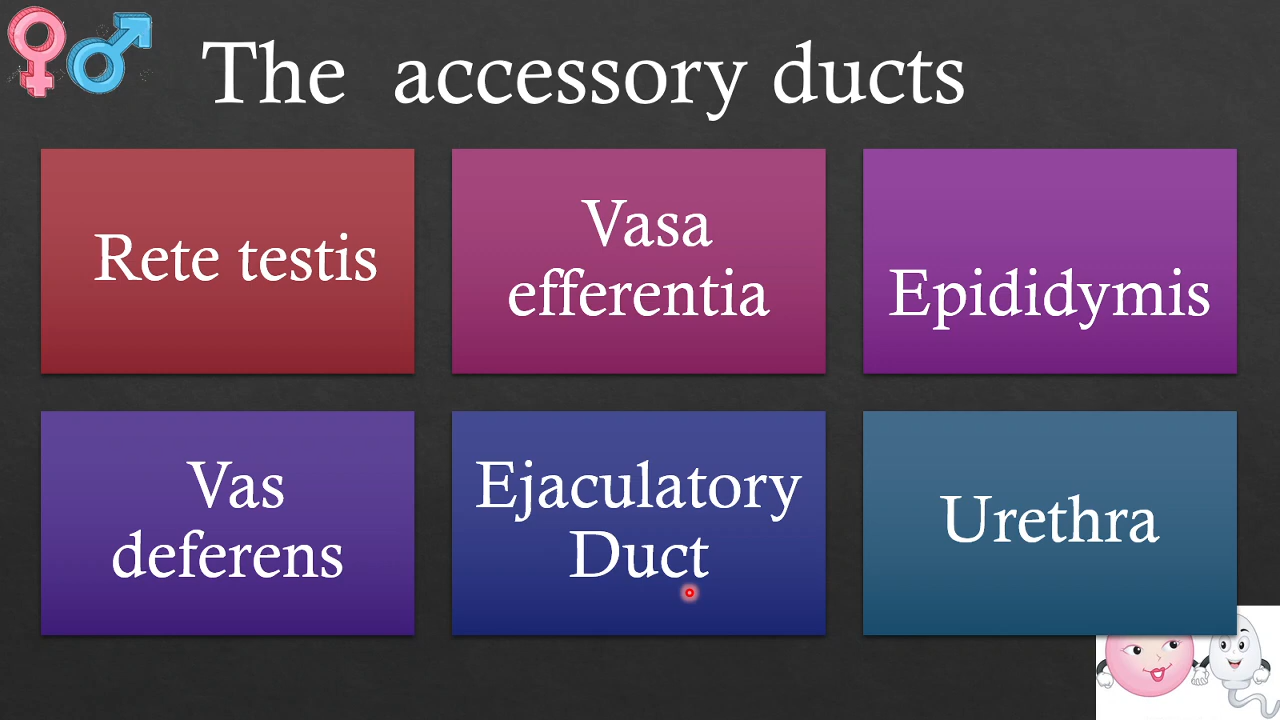 The  accessory ducts
Rete testis
Vasa
efferentia
Epididymis
Vas
deferens
Ejaculatory
Duct
Urethra